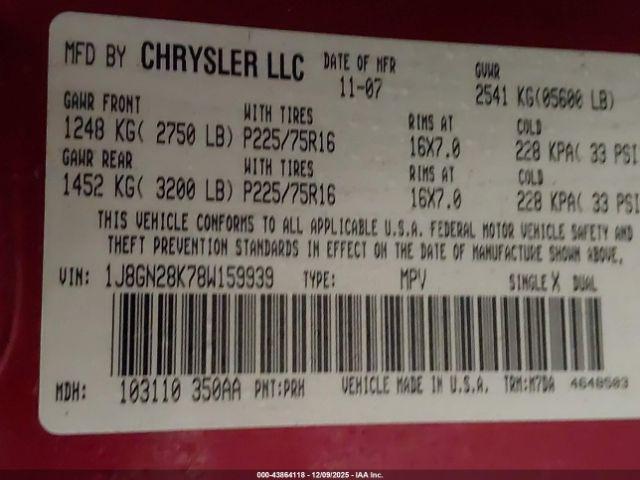 MFD BY CHRYSLER LLC DATE OF MFR 11-07 GVWR 2541 KG(05600 LB)
GAWR FRONT WITH TIRES RIMS AT COLD
1248 KG( 2750 LB) P225/75R16 16X7.0 228 KPA( 33 PSI
GAWR REAR WITH TIRES RIMS AT COLD
1452 KG( 3200 LB) P225/75R16 16X7.0 228 KPA( 33 PSI
THIS VEHICLE CONFORMS TO ALL APPLICABLE U.S.A. FEDERAL MOTOR VEHICLE SAFETY AND
THEFT PREVENTION STANDARDS IN EFFECT ON THE DATE OF MANUFACTURE SHOWN ABOVE.
VIN: 1J8GN28K78W159939 TYPE: MPV SINGLE X DUAL
MDH: 103110 350AA PNT:PRH VEHICLE MADE IN U.S.A. TRM:M7DA 4648503
000-43864118 - 12/09/2025 - IAA Inc.